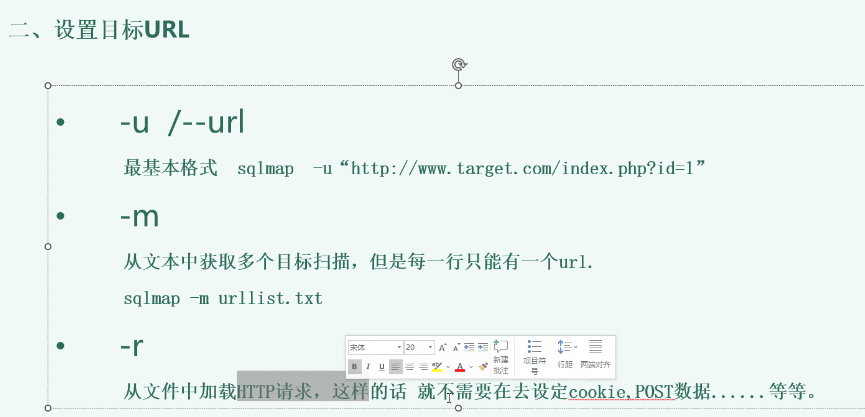 二、设置目标URL
• -u /--url
最基本格式 sqlmap -u“http://www.target.com/index.php?id=1”
• -m
从文本中获取多个目标扫描，但是每一行只能有一个url.
sqlmap -m urllist.txt
• -r
宋体 20 A A 新建批注 项目符号 行距 两端对齐
B I U A
从文件中加载HTTP请求，这样的话 就不需要在去设定cookie,POST数据......等等。